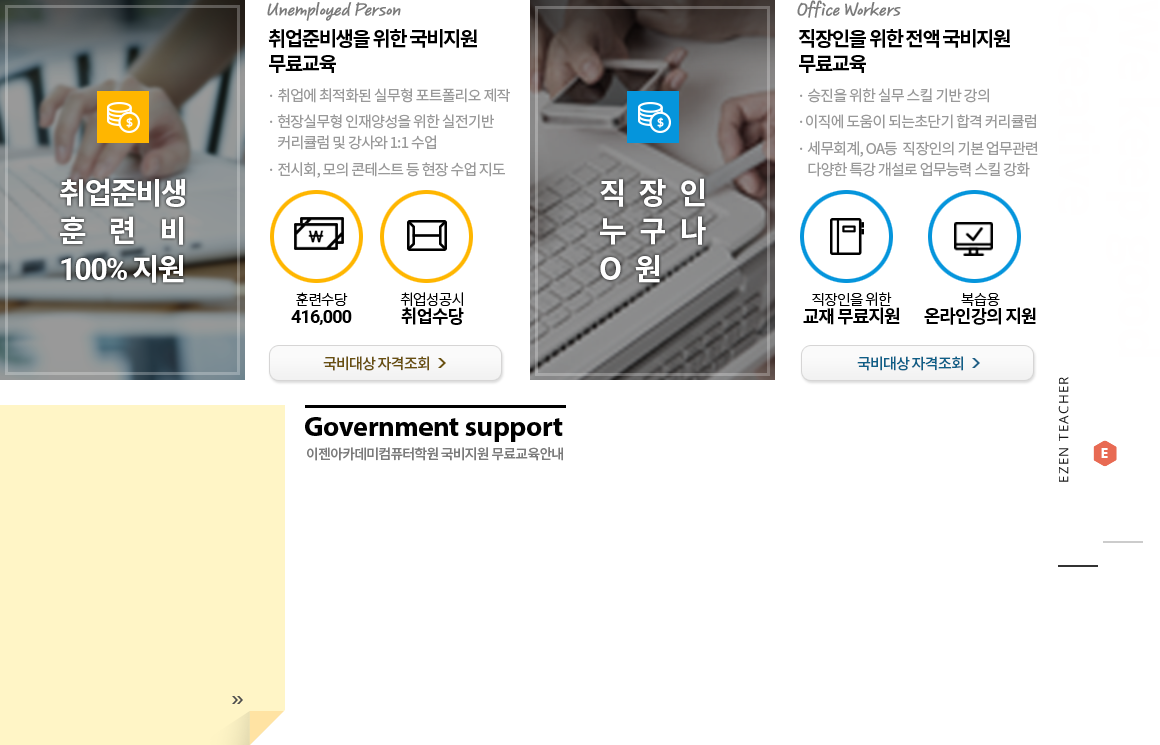 취업준비생
훈 련 비
100% 지원
Unemployed Person
취업준비생을 위한 국비지원
무료교육
· 취업에 최적화된 실무형 포트폴리오 제작
· 현장실무형 인재양성을 위한 실전기반
커리큘럼 및 강사와 1:1 수업
· 전시회, 모의 콘테스트 등 현장 수업 지도
₩
훈련수당
416,000
취업성공시
취업수당
국비대상 자격조회 >
직 장 인
누 구 나
O 원
Office Workers
직장인을 위한 전액 국비지원
무료교육
· 승진을 위한 실무 스킬 기반 강의
· 이직에 도움이 되는초단기 합격 커리큘럼
· 세무회계, OA등 직장인의 기본 업무관련
다양한 특강 개설로 업무능력 스킬 강화
직장인을 위한
교재 무료지원
복습용
온라인강의 지원
국비대상 자격조회 >
»
Government support
이젠아카데미컴퓨터학원 국비지원 무료교육안내
EZEN TEACHER
E